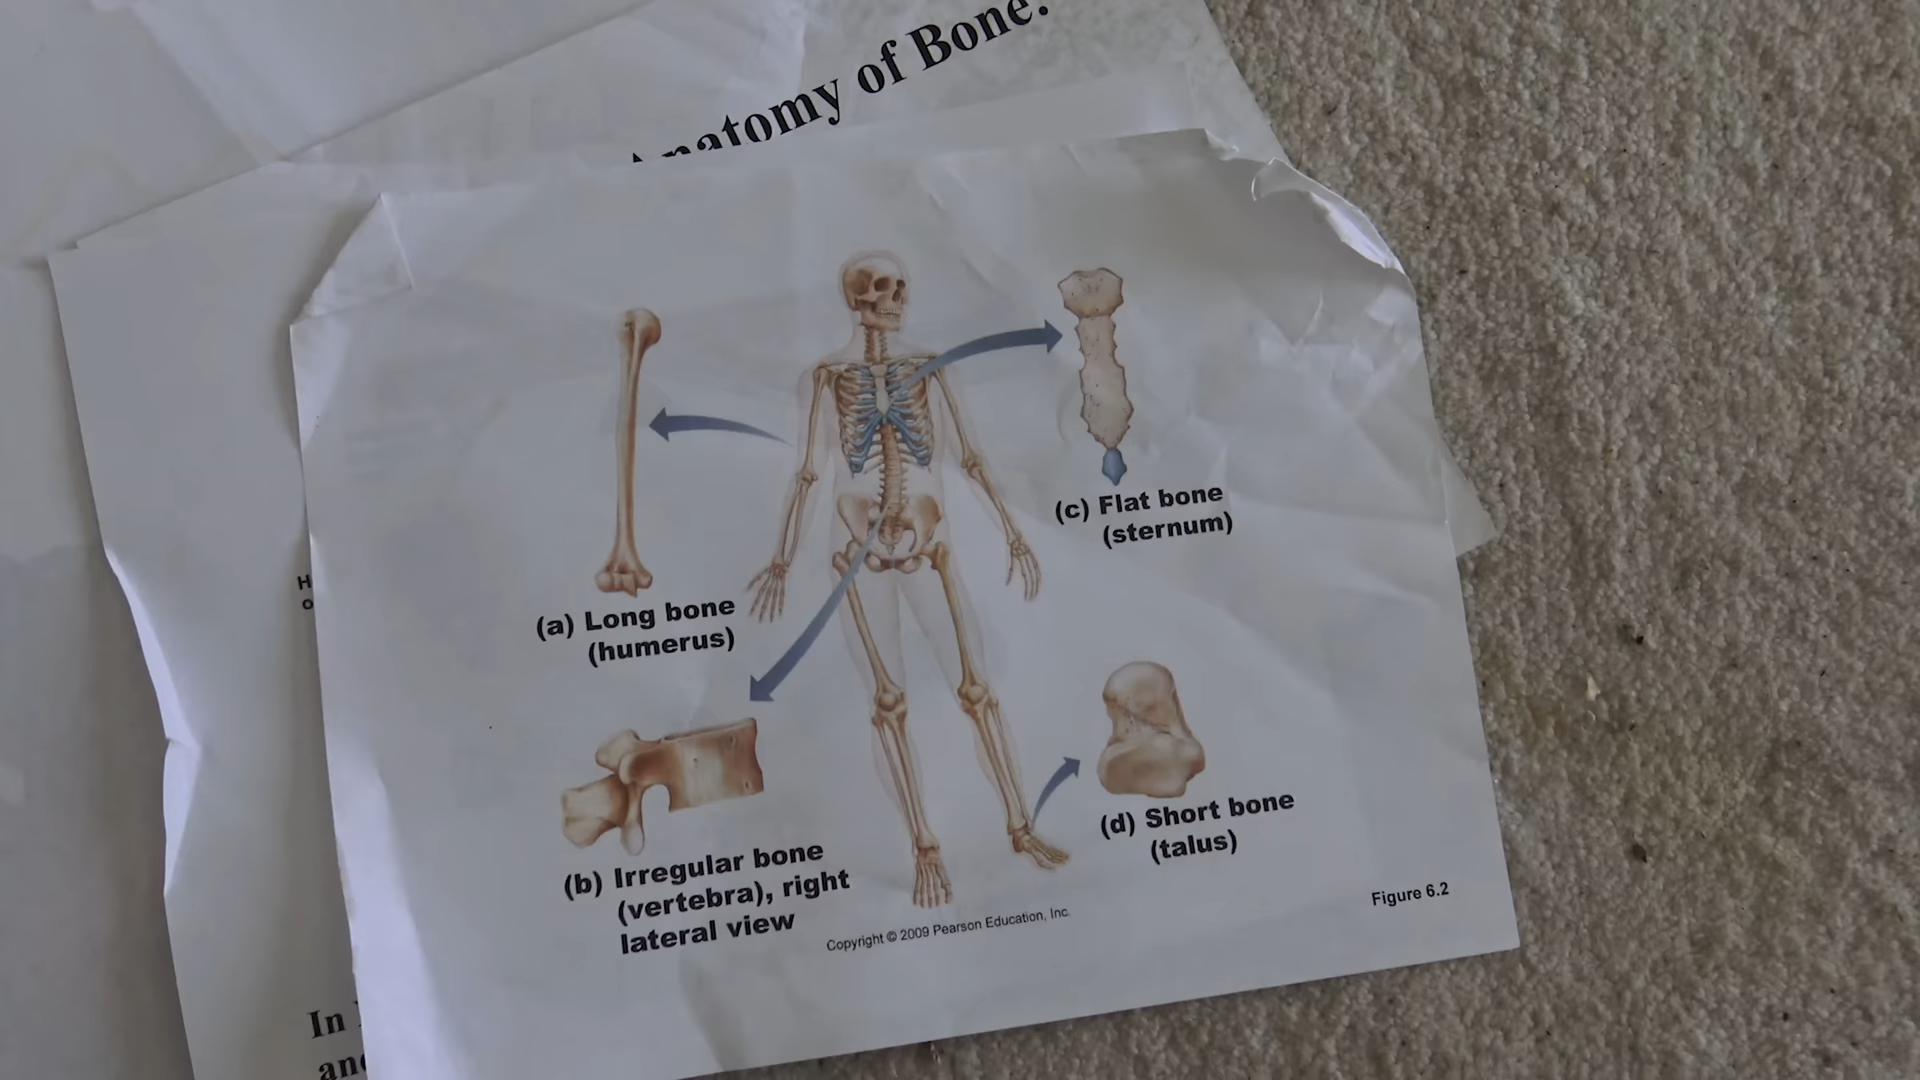 Anatomy of Bone:
(c) Flat bone
(sternum)
(a) Long bone
(humerus)
(d) Short bone
(talus)
(b) Irregular bone
(vertebra), right
lateral view
Figure 6.2
Copyright © 2009 Pearson Education, Inc.
In